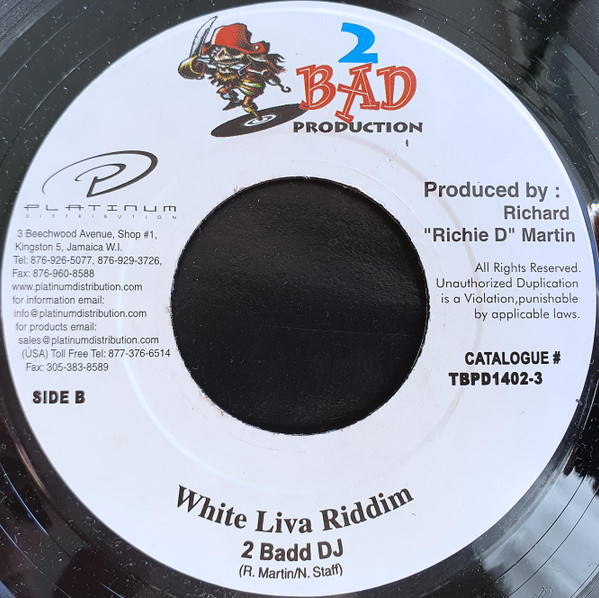 2
BAD
PRODUCTION
PLATINUM
DISTRIBUTION
3 Beechwood Avenue, Shop #1,
Kingston 5, Jamaica W.I.
Tel: 876-926-5077, 876-929-3726,
Fax: 876-960-8588
www.platinumdistribution.com
for information email:
info@platinumdistribution.com
for products email:
sales@platinumdistribution.com
(USA) Toll Free Tel: 877-376-6514
Fax: 305-383-8589
SIDE B
Produced by :
Richard
"Richie D" Martin
All Rights Reserved.
Unauthorized Duplication
is a Violation,punishable
by applicable laws.
CATALOGUE #
TBPD1402-3
White Liva Riddim
2 Badd DJ
(R. Martin/N. Staff)